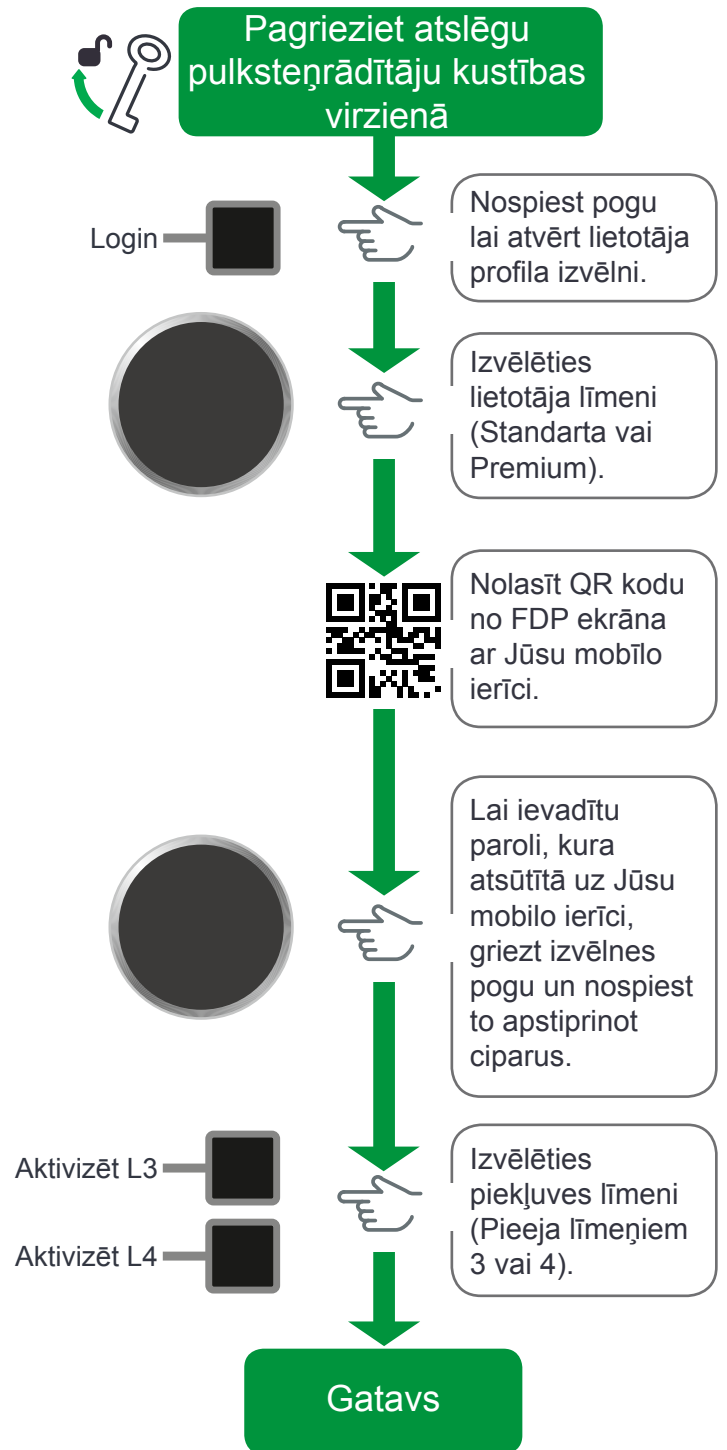 Pagrieziet atslēgu
pulksteņrādītāju kustības
virzienā
Login
Nospiest pogu
lai atvērt lietotāja
profila izvēlni.
Izvēlēties
lietotāja līmeni
(Standarta vai
Premium).
Nolasīt QR kodu
no FDP ekrāna
ar Jūsu mobīlo
ierīci.
Lai ievadītu
paroli, kura
atsūtītā uz Jūsu
mobilo ierīci,
griezt izvēlnes
pogu un nospiest
to apstiprinot
ciparus.
Aktivizēt L3
Aktivizēt L4
Izvēlēties
piekļuves līmeni
(Pieeja līmeņiem
3 vai 4).
Gatavs